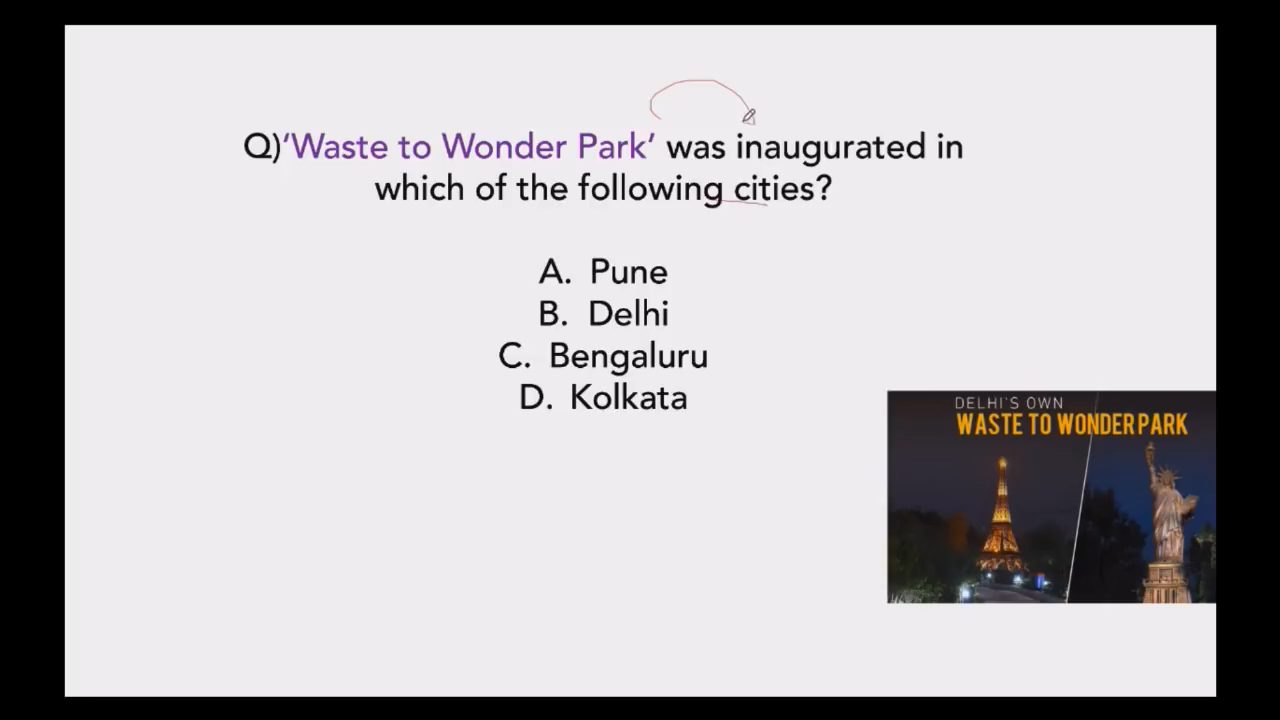 Q)‘Waste to Wonder Park’ was inaugurated in
which of the following cities?
A. Pune
B. Delhi
C. Bengaluru
D. Kolkata
DELHI'S OWN
WASTE TO WONDER PARK